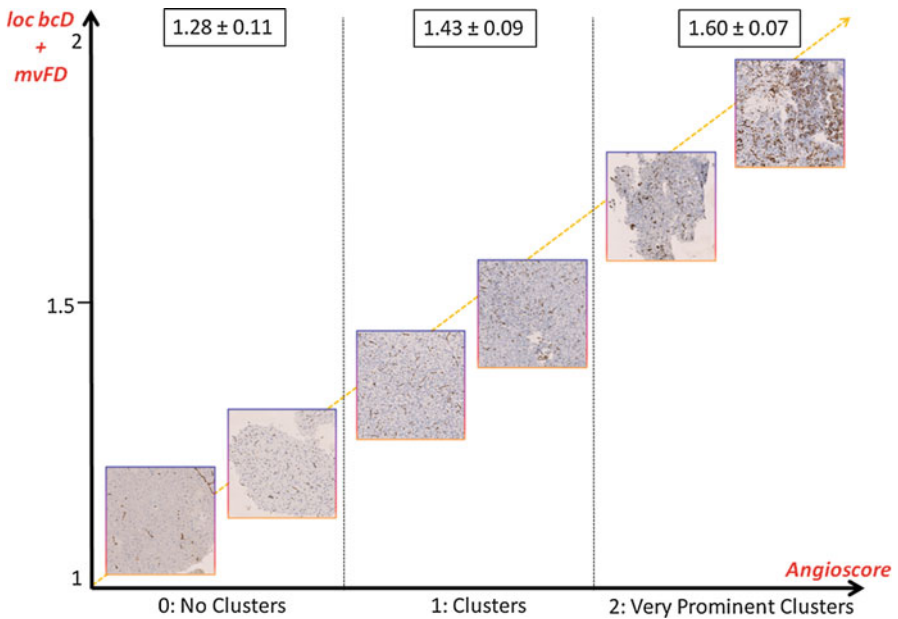 loc bcD
+
mvFD
2
1.28 ± 0.11
1.43 ± 0.09
1.60 ± 0.07
1.5
1
Angioscore
0: No Clusters
1: Clusters
2: Very Prominent Clusters